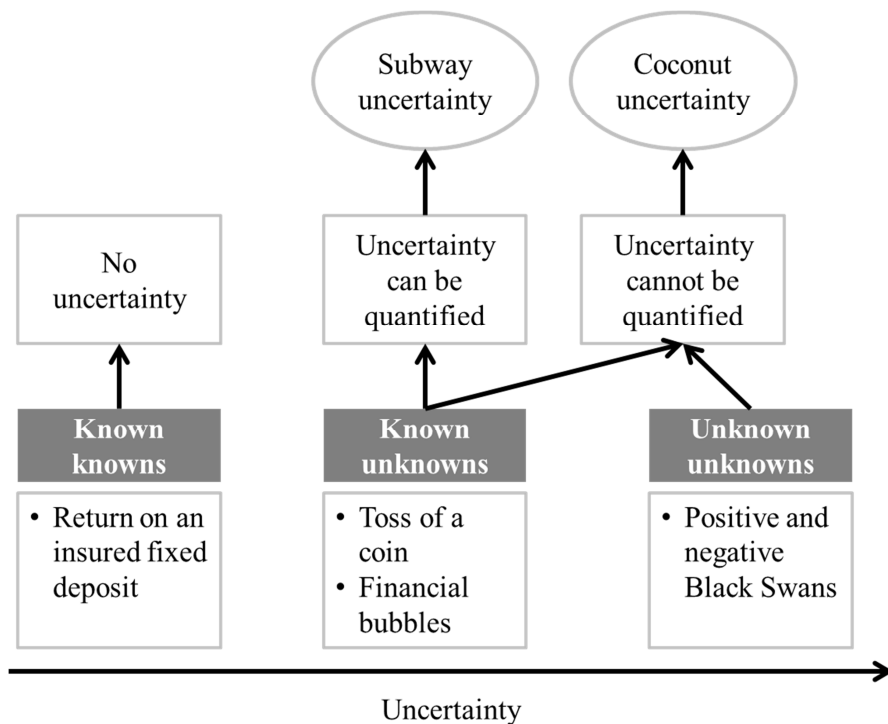 Subway
uncertainty
Coconut
uncertainty
No
uncertainty
Uncertainty
can be
quantified
Uncertainty
cannot be
quantified
Known
knowns
Known
unknowns
Unknown
unknowns
• Return on an
insured fixed
deposit
• Toss of a
coin
• Financial
bubbles
• Positive and
negative
Black Swans
Uncertainty